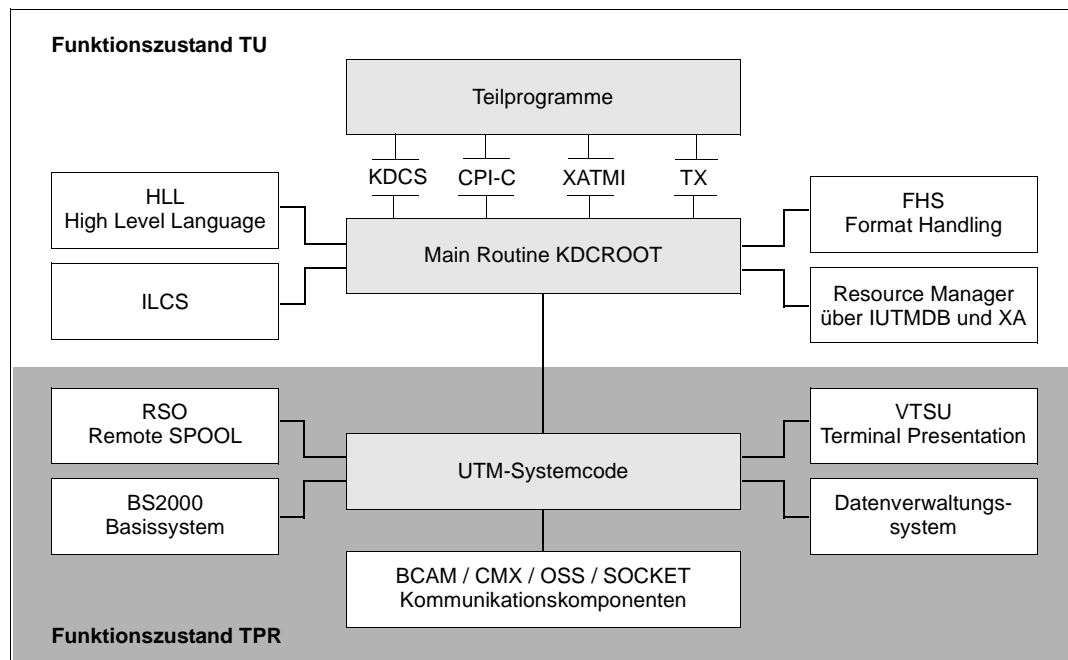 Funktionszustand TU
Teilprogramme
KDCS CPI-C XATMI TX
HLL
High Level Language
FHS
Format Handling
Main Routine KDCROOT
ILCS
Resource Manager
über IUTMDB und XA
RSO
Remote SPOOL
VTSU
Terminal Presentation
UTM-Systemcode
BS2000
Basissystem
Datenverwaltungs-
system
BCAM / CMX / OSS / SOCKET
Kommunikationskomponenten
Funktionszustand TPR